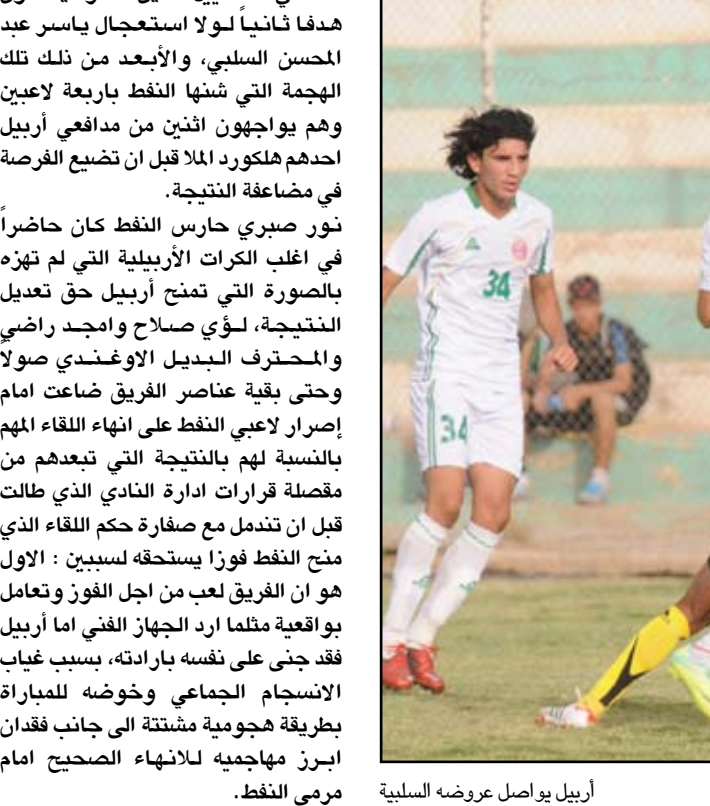 هدفا ثانياً لولا استعجال ياسر عبد
المحسن السلبي، والأبعد من ذلك تلك
الهجمة التي شنها النفط باربعة لاعبين
وهم يواجهون اثنين من مدافعي أربيل
احدهم هلكورد الملا قبل ان تضيع الفرصة
في مضاعفة النتيجة.
نور صبري حارس النفط كان حاضراً
في اغلب الكرات الأربيلية التي لم تهزه
بالصورة التي تمنح أربيل حق تعديل
النتيجة، لؤي صلاح وامجد راضي
والمحترف البديل الاوغندي صولا
وحتى بقية عناصر الفريق ضاعت امام
إصرار لاعبي النفط على انهاء اللقاء المهم
بالنسبة لهم بالنتيجة التي تبعدهم من
مقصلة قرارات ادارة النادي الذي طالت
قبل ان تندمل مع صفارة حكم اللقاء الذي
منح النفط فوزا يستحقه لسببين : الاول
هو ان الفريق لعب من اجل الفوز وتعامل
بواقعية مثلما ارد الجهاز الفني اما أربيل
فقد جنى على نفسه بارادته، بسبب غياب
الانسجام الجماعي وخوضه للمباراة
بطريقة هجومية مشتتة الى جانب فقدان
ابرز مهاجميه للانهاء الصحيح امام
مرمى النفط.
34
34
أربيل يواصل عروضه السلبية